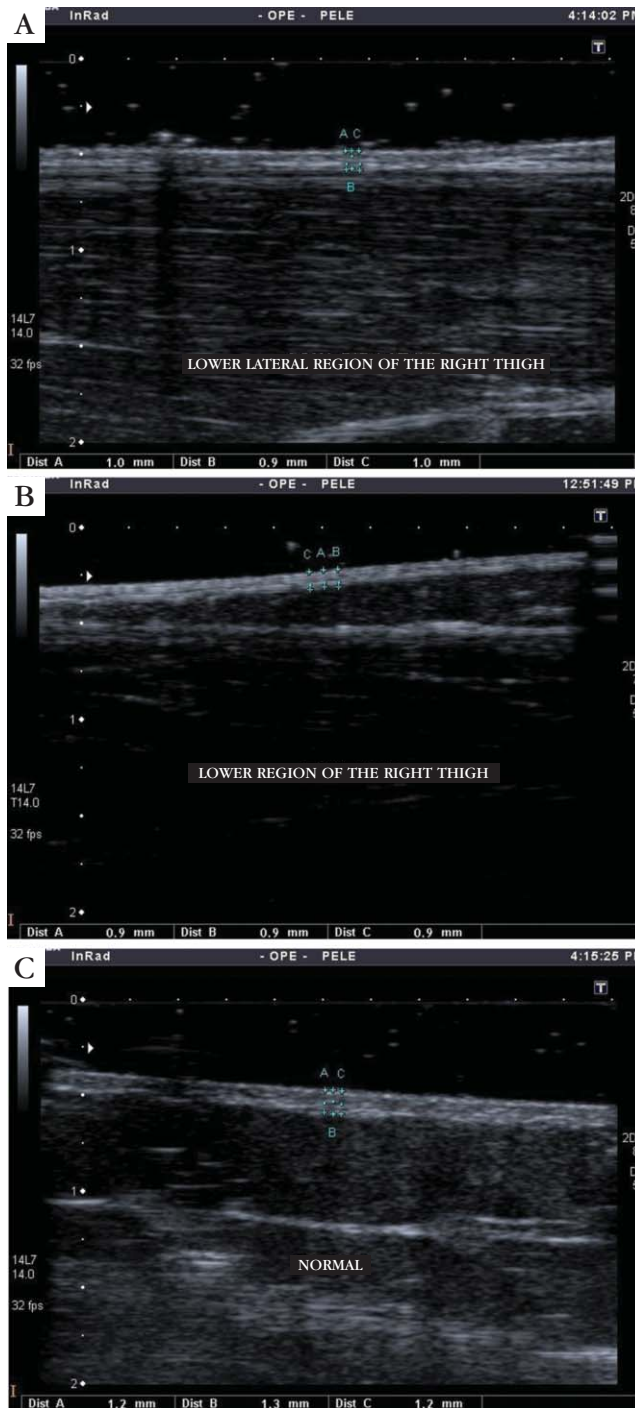 A
InRad - OPE - PELE 4:14:02 PM
T
0
A C
B
2D
1
14L7
14.0
32 fps
LOWER LATERAL REGION OF THE RIGHT THIGH
2
Dist A 1.0 mm Dist B 0.9 mm Dist C 1.0 mm
B
InRad - OPE - PELE 12:51:49 P
T
0
C A B
2D
1
LOWER REGION OF THE RIGHT THIGH
14L7
T14.0
32 fps
2
Dist A 0.9 mm Dist B 0.9 mm Dist C 0.9 mm
C
InRad - OPE - PELE 4:15:25 P
T
0
A C
B
2D
1
14L7
14.0
NORMAL
32 fps
2
Dist A 1.2 mm Dist B 1.3 mm Dist C 1.2 mm